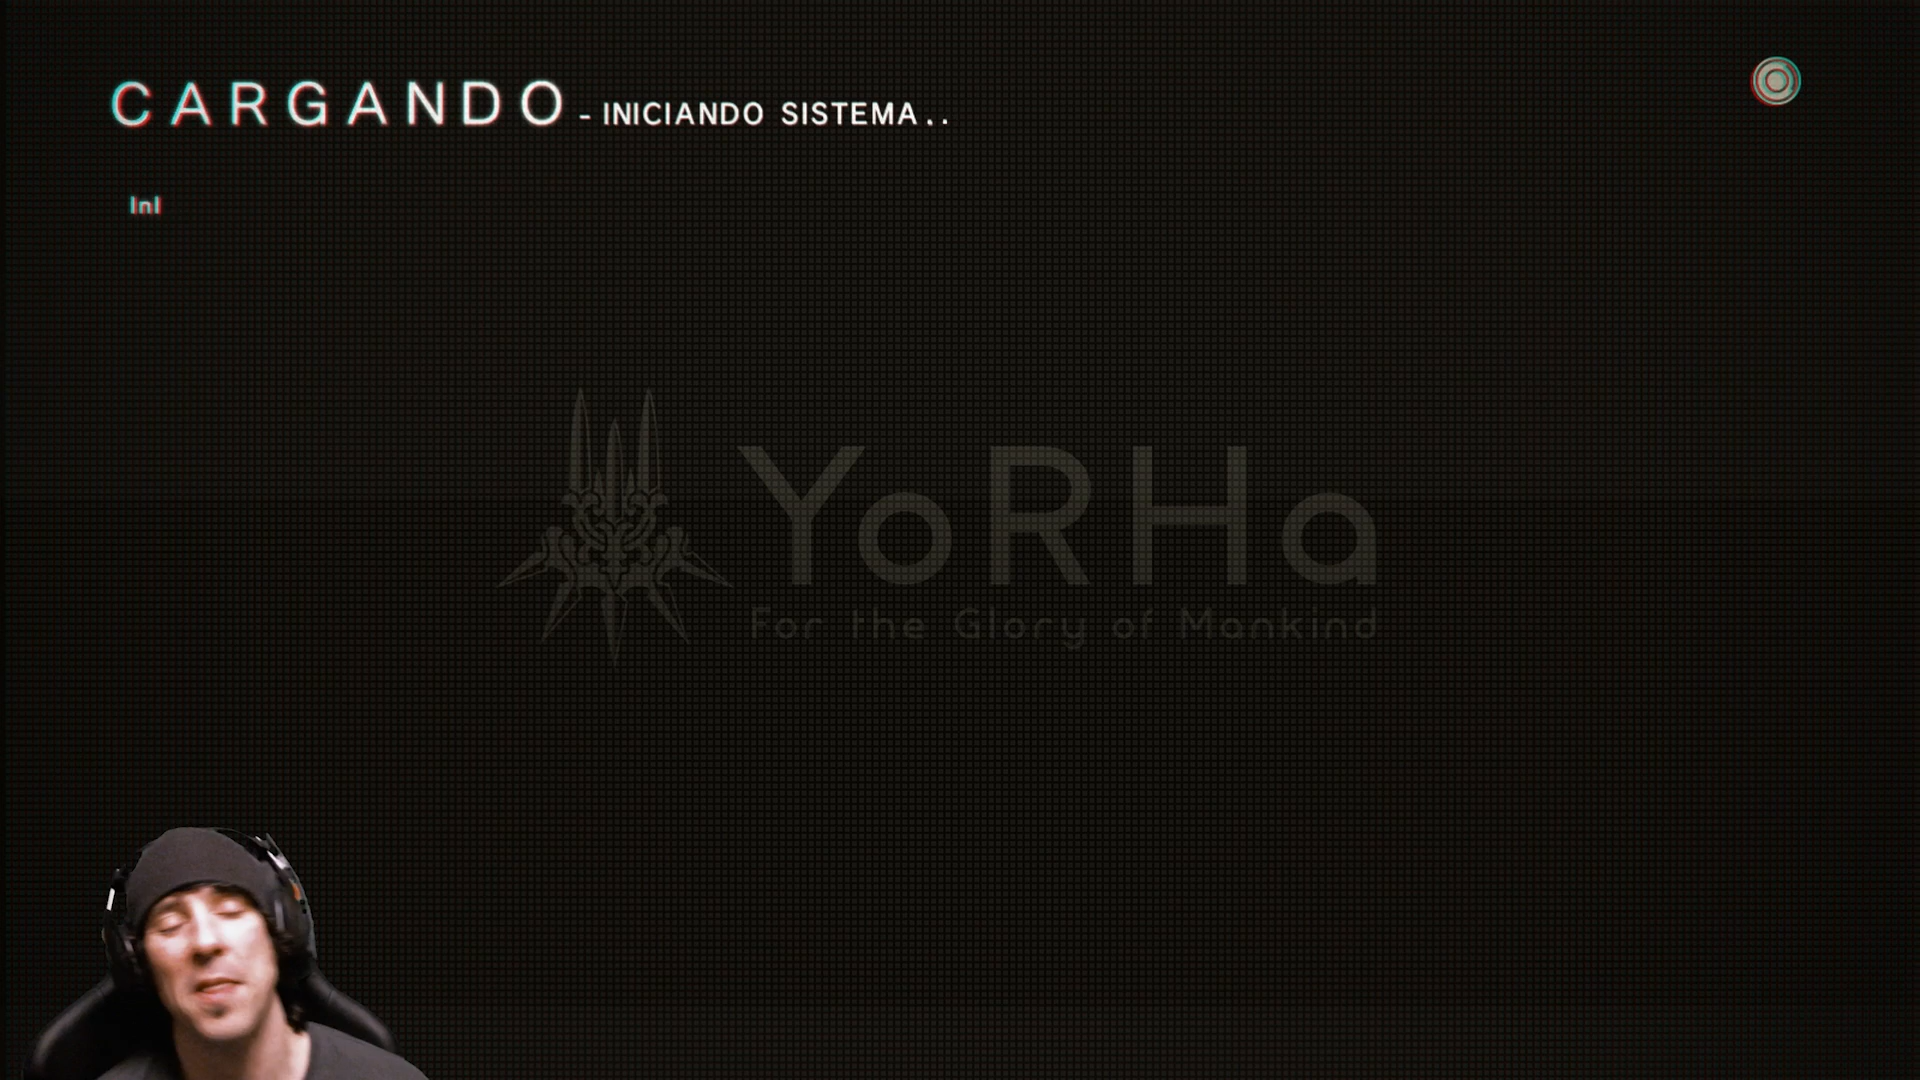 CARGANDO - INICIANDO SISTEMA..
InI
YoRHa
For the Glory of Mankind